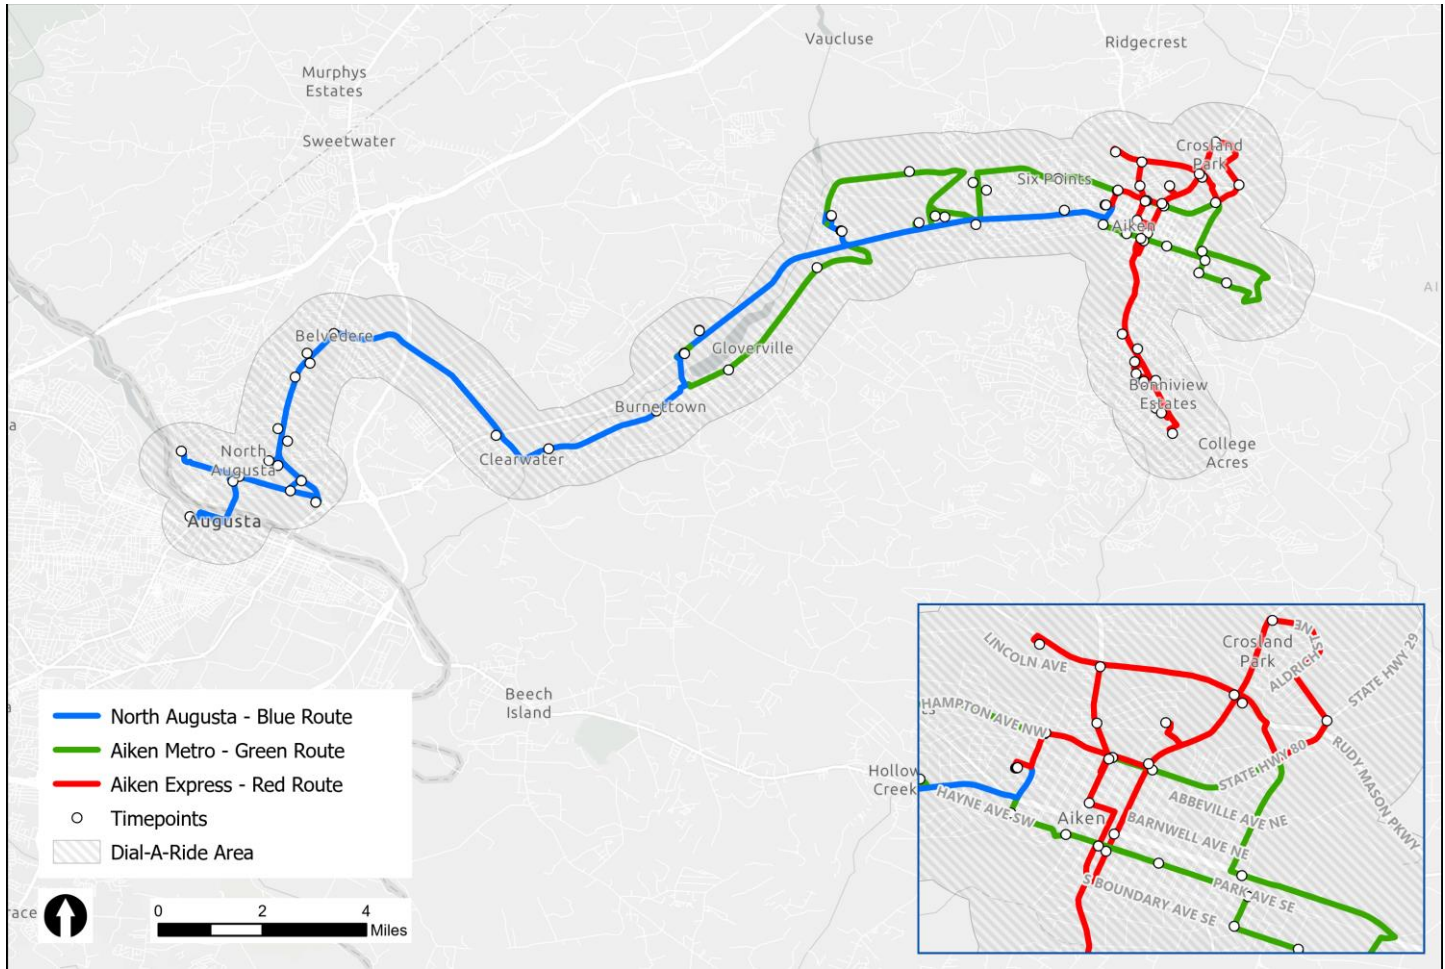 Vaucluse
Ridgecrest
Murphys
Estates
Sweetwater
Crosland
Park
Six Points
Aiken
Belvedere
Gloverville
Burnettown
Bonniview
Estates
North
Augusta
Clearwater
College
Acres
Augusta
Beech
Island
Hollow
Creek
North Augusta - Blue Route
Aiken Metro - Green Route
Aiken Express - Red Route
Timepoints
Dial-A-Ride Area
0 2 4
Miles
Crosland
Park
LINCOLN AVE
ALDRICH
ST NE
STATE HWY 29
HAMPTON AVE NW
STATE HWY 80
RUDY MASON PKWY
HAYNE AVE SW
ABBEVILLE AVE NE
Aiken
BARNWELL AVE NE
PARK AVE SE
S BOUNDARY AVE SE